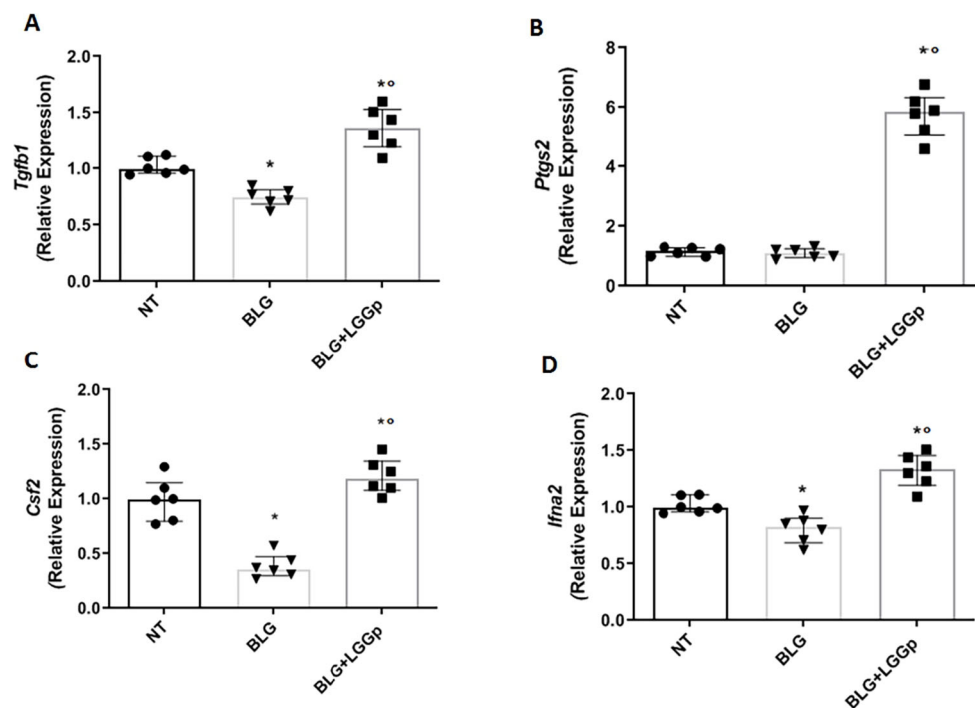 A
Tgfb1
(Relative Expression)
2.0
1.5
1.0
0.5
0.0
*
*°
NT
BLG
BLG+LGGp
B
Ptgs2
(Relative Expression)
8
6
4
2
0
*°
NT
BLG
BLG+LGGp
C
Csf2
(Relative Expression)
2.0
1.5
1.0
0.5
0.0
*
*°
NT
BLG
BLG+LGGp
D
Ifna2
(Relative Expression)
2.0
1.5
1.0
0.5
0.0
*
*°
NT
BLG
BLG+LGGp